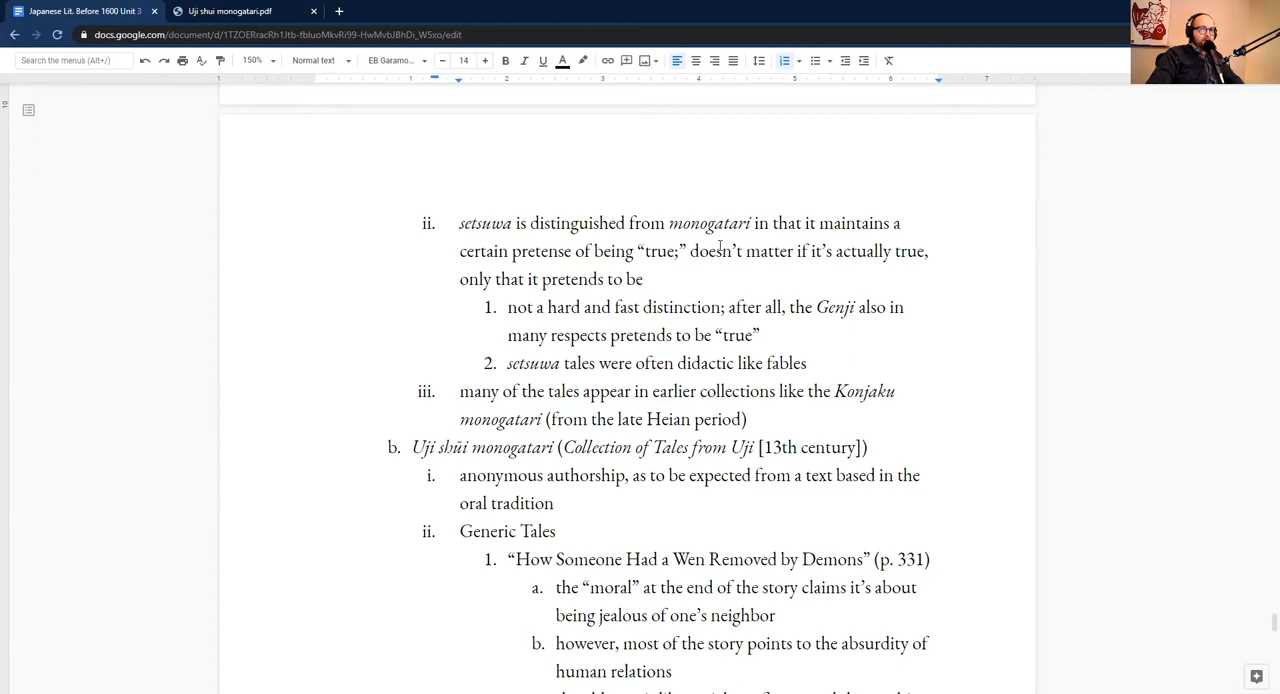 Japanese Lit. Before 1600 Unit 3
Uji shui monogatari.pdf
docs.google.com/document/d/1TZOERracRh1Jtb-fbluoMkvRi99-HwMvbJBhDi_W5xo/edit
Search the menus (Alt+/)
150%
Normal text
EB Garamo...
14
1 2 3 4 5 6 7
ii. setsuwa is distinguished from monogatari in that it maintains a
certain pretense of being “true;” doesn’t matter if it’s actually true,
only that it pretends to be
1. not a hard and fast distinction; after all, the Genji also in
many respects pretends to be “true”
2. setsuwa tales were often didactic like fables
iii. many of the tales appear in earlier collections like the Konjaku
monogatari (from the late Heian period)
b. Uji shūi monogatari (Collection of Tales from Uji [13th century])
i. anonymous authorship, as to be expected from a text based in the
oral tradition
ii. Generic Tales
1. “How Someone Had a Wen Removed by Demons” (p. 331)
a. the “moral” at the end of the story claims it’s about
being jealous of one’s neighbor
b. however, most of the story points to the absurdity of
human relations